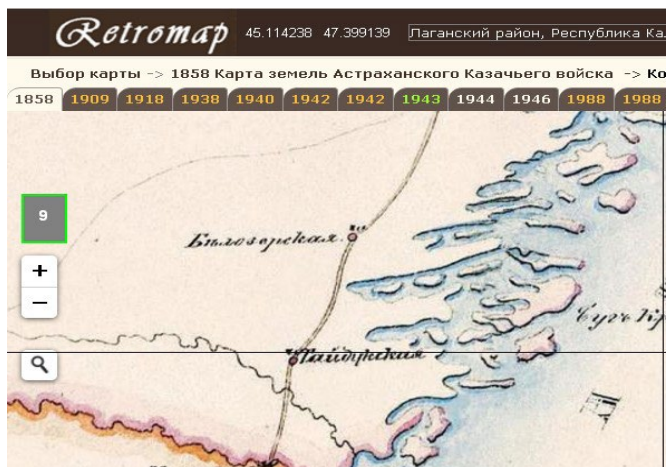 Retromap 45.114238 47.399139 Лаганский район, Республика Ка
Выбор карты -> 1858 Карта земель Астраханского Казачьего войска -> Ко
1858 1909 1918 1938 1940 1942 1942 1943 1944 1946 1988 1988
9
+
Бѣлозерская
−
Гайдукская